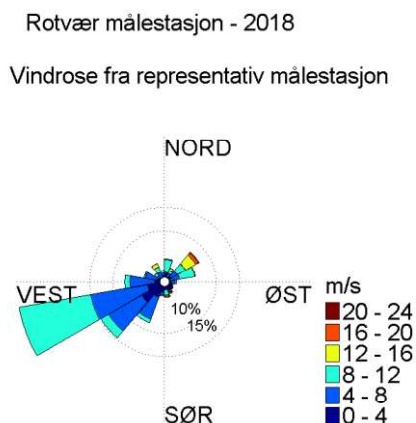 Rotvær målestasjon - 2018
Vindrose fra representativ målestasjon
NORD
VEST
ØST
10%
15%
SØR
m/s
20 - 24
16 - 20
12 - 16
8 - 12
4 - 8
0 - 4